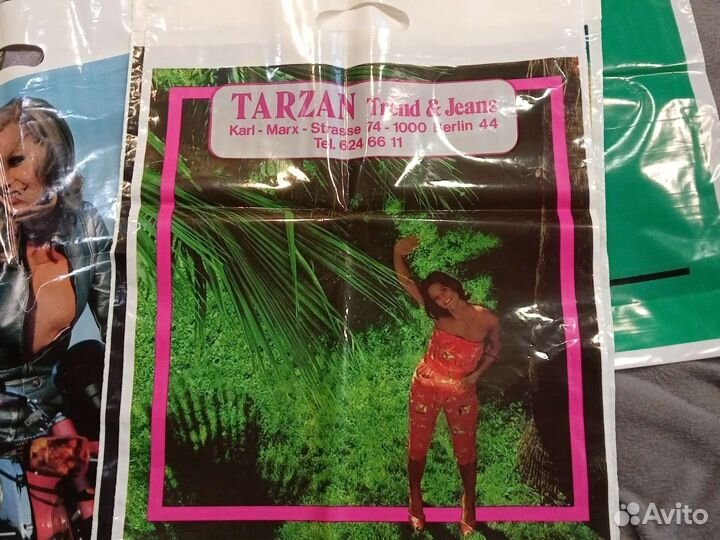 TARZAN Trend & Jeans
Karl - Marx - Strasse 74 - 1000 Berlin 44
Tel. 624 66 11
Avito